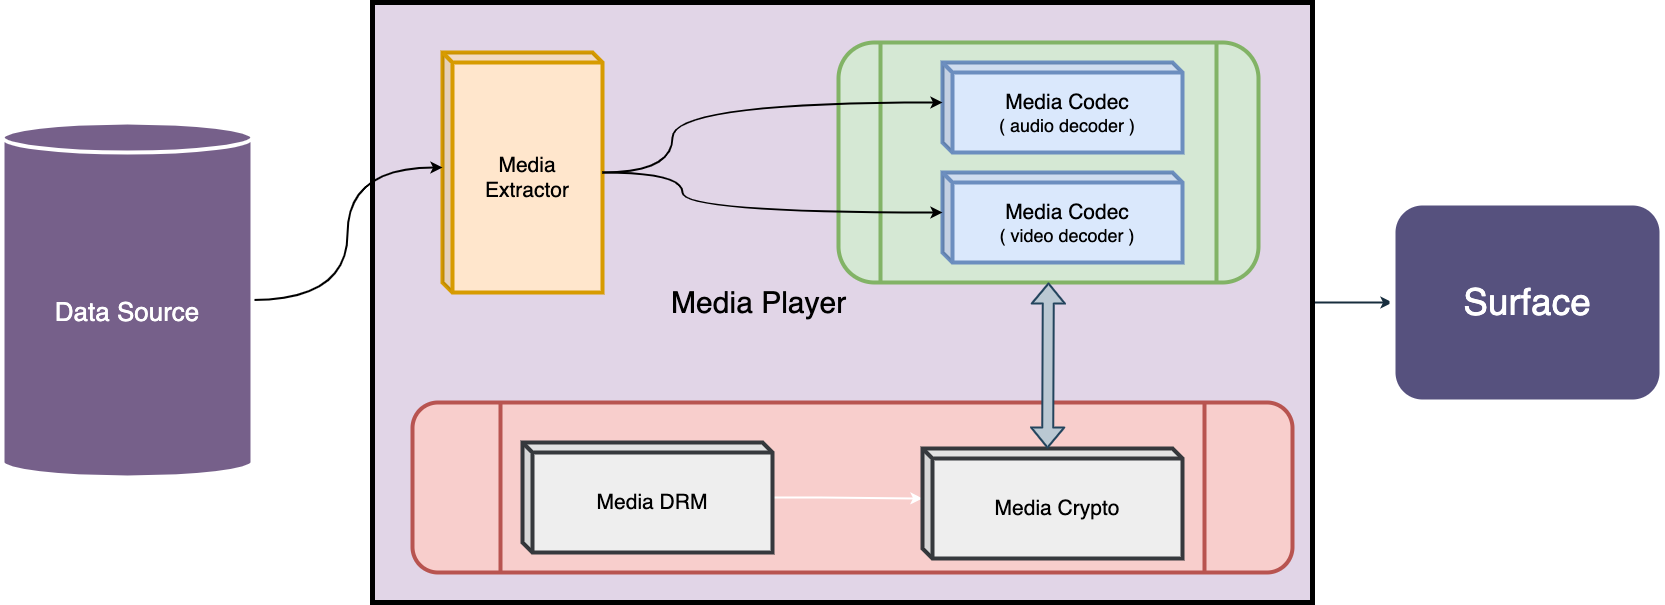 Data Source
Media
Extractor
Media Codec
( audio decoder )
Media Codec
( video decoder )
Media Player
Surface
Media DRM
Media Crypto